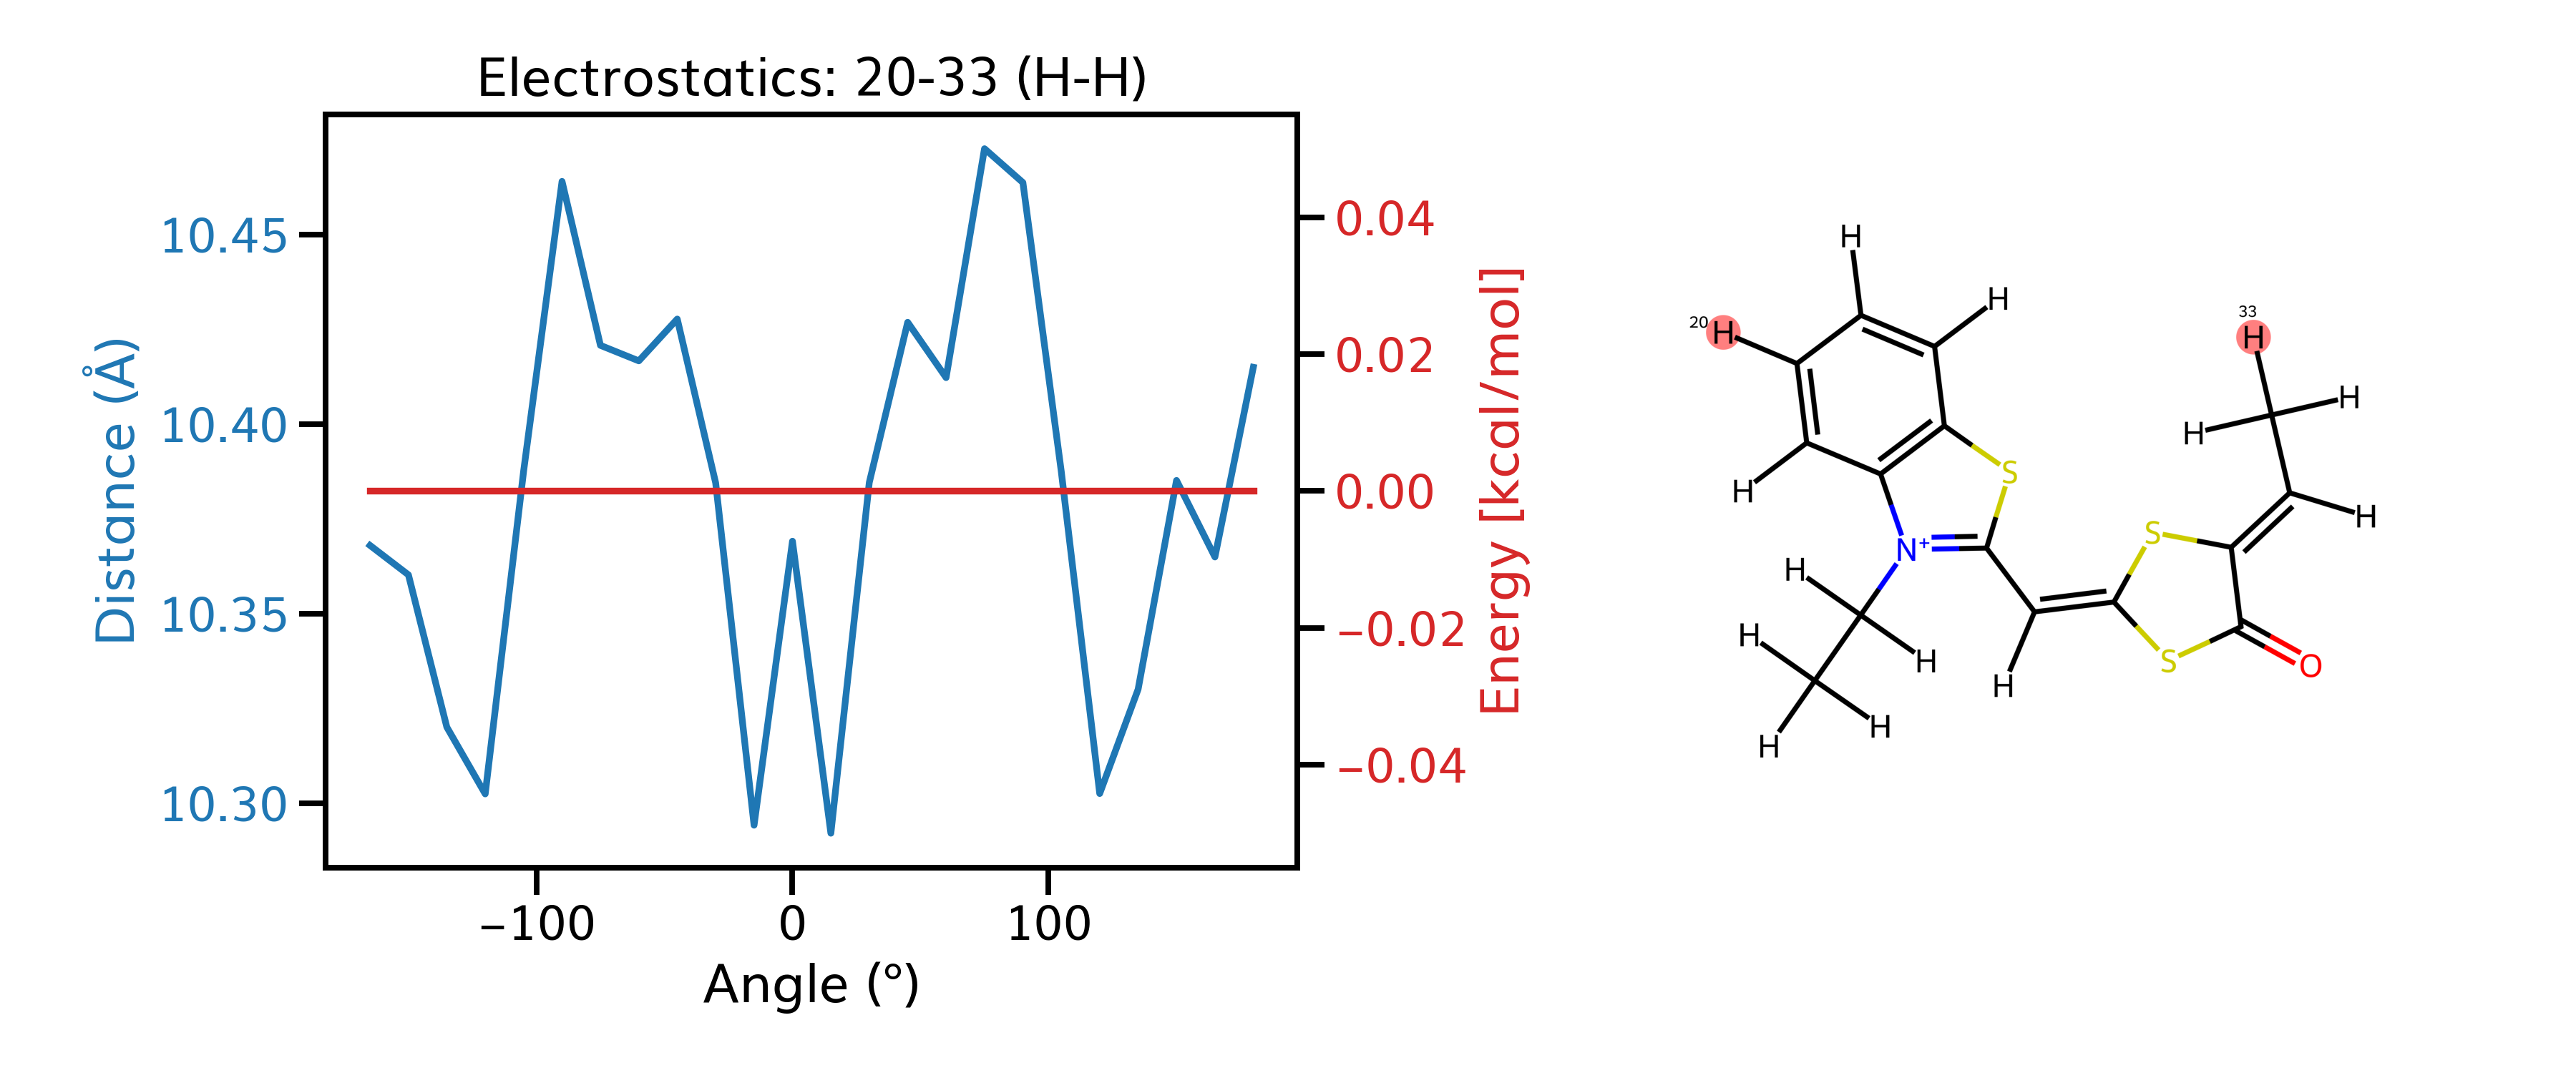 Electrostatics: 20-33 (H-H)
Distance (Å)
10.45
10.40
10.35
10.30
0.04
0.02
0.00
−0.02
−0.04
Energy [kcal/mol]
−100 0 100
Angle (°)
H
H
20 H
33
H
H
H
S
H
H
S
N+
H
H
H
S
O
H
H
H